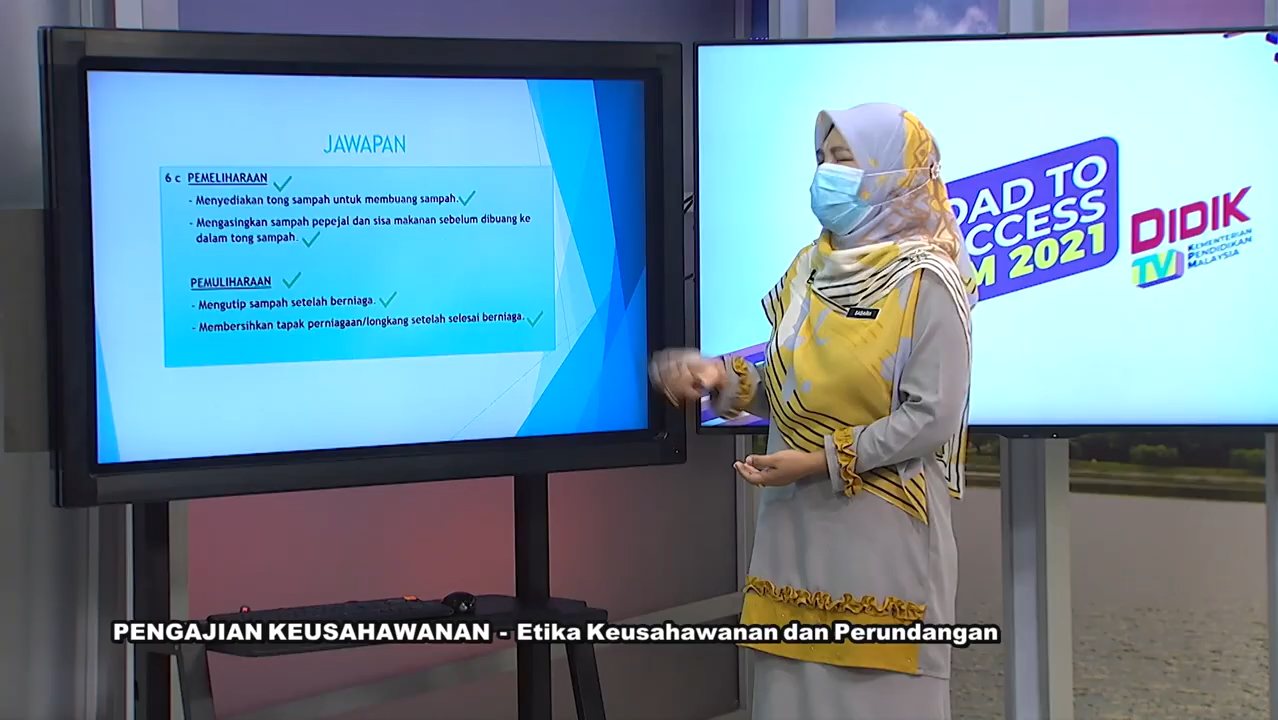 JAWAPAN
6 c PEMELIHARAAN
- Menyediakan tong sampah untuk membuang sampah.
- Mengasingkan sampah pepejal dan sisa makanan sebelum dibuang ke
dalam tong sampah.
PEMULIHARAAN
- Mengutip sampah setelah berniaga.
- Membersihkan tapak perniagaan/longkang setelah selesai berniaga.
OAD TO
CCESS
M 2021
DIDIK
TV
KEMENTERIAN
PENDIDIKAN
MALAYSIA
PENGAJIAN KEUSAHAWANAN - Etika Keusahawanan dan Perundangan